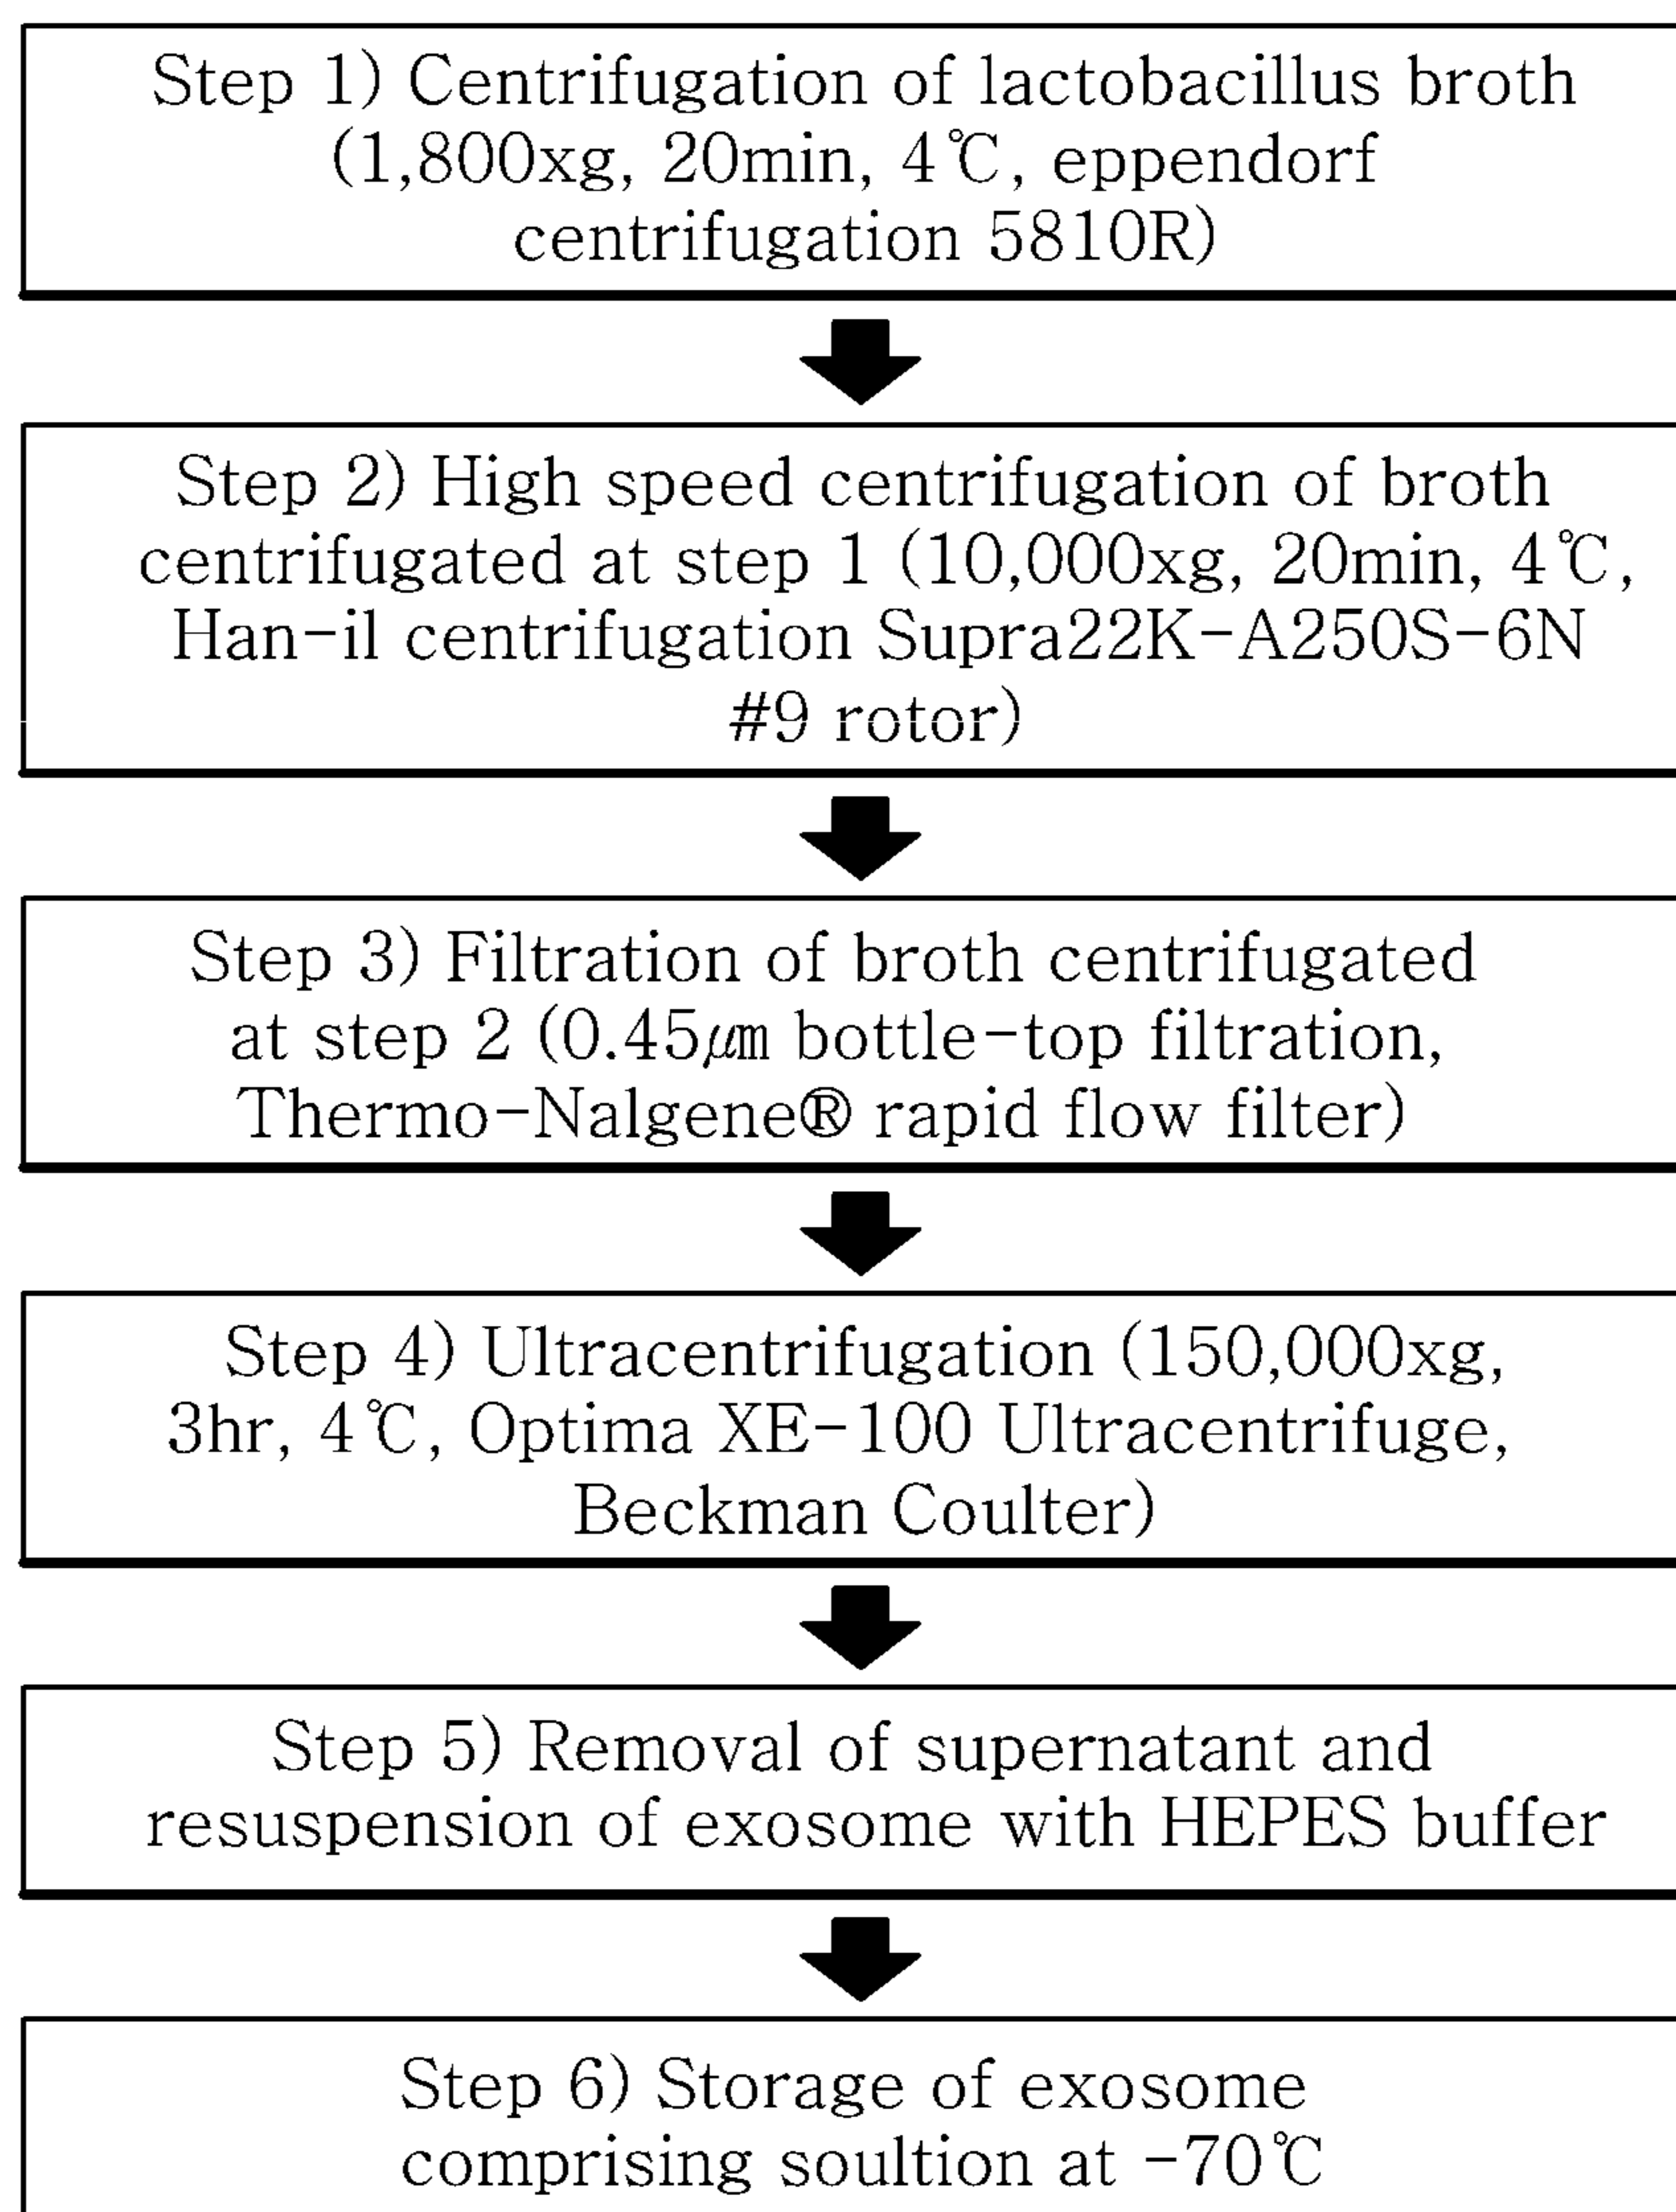 Step 1) Centrifugation of lactobacillus broth
(1,800xg, 20min, 4℃, eppendorf
centrifugation 5810R)
Step 2) High speed centrifugation of broth
centrifugated at step 1 (10,000xg, 20min, 4℃,
Han-il centrifugation Supra22K-A250S-6N
#9 rotor)
Step 3) Filtration of broth centrifugated
at step 2 (0.45㎛ bottle-top filtration,
Thermo-Nalgene® rapid flow filter)
Step 4) Ultracentrifugation (150,000xg,
3hr, 4℃, Optima XE-100 Ultracentrifuge,
Beckman Coulter)
Step 5) Removal of supernatant and
resuspension of exosome with HEPES buffer
Step 6) Storage of exosome
comprising soultion at -70℃